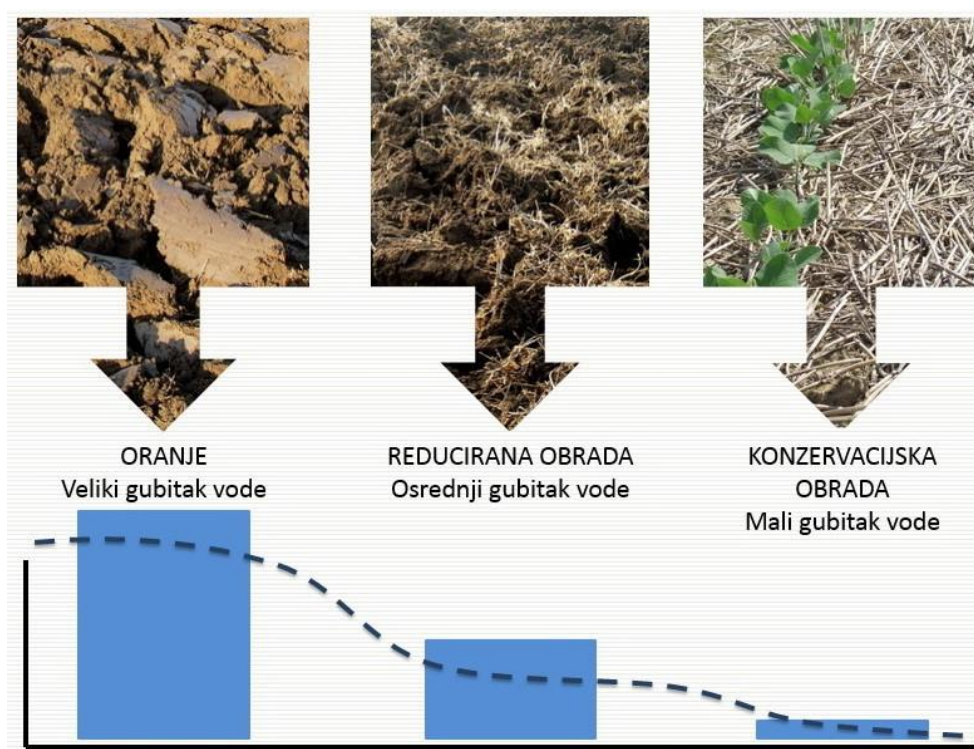 ORANJE
Veliki gubitak vode
REDUCIRANA OBRADA
Osrednji gubitak vode
KONZERVACIJSKA
OBRADA
Mali gubitak vode